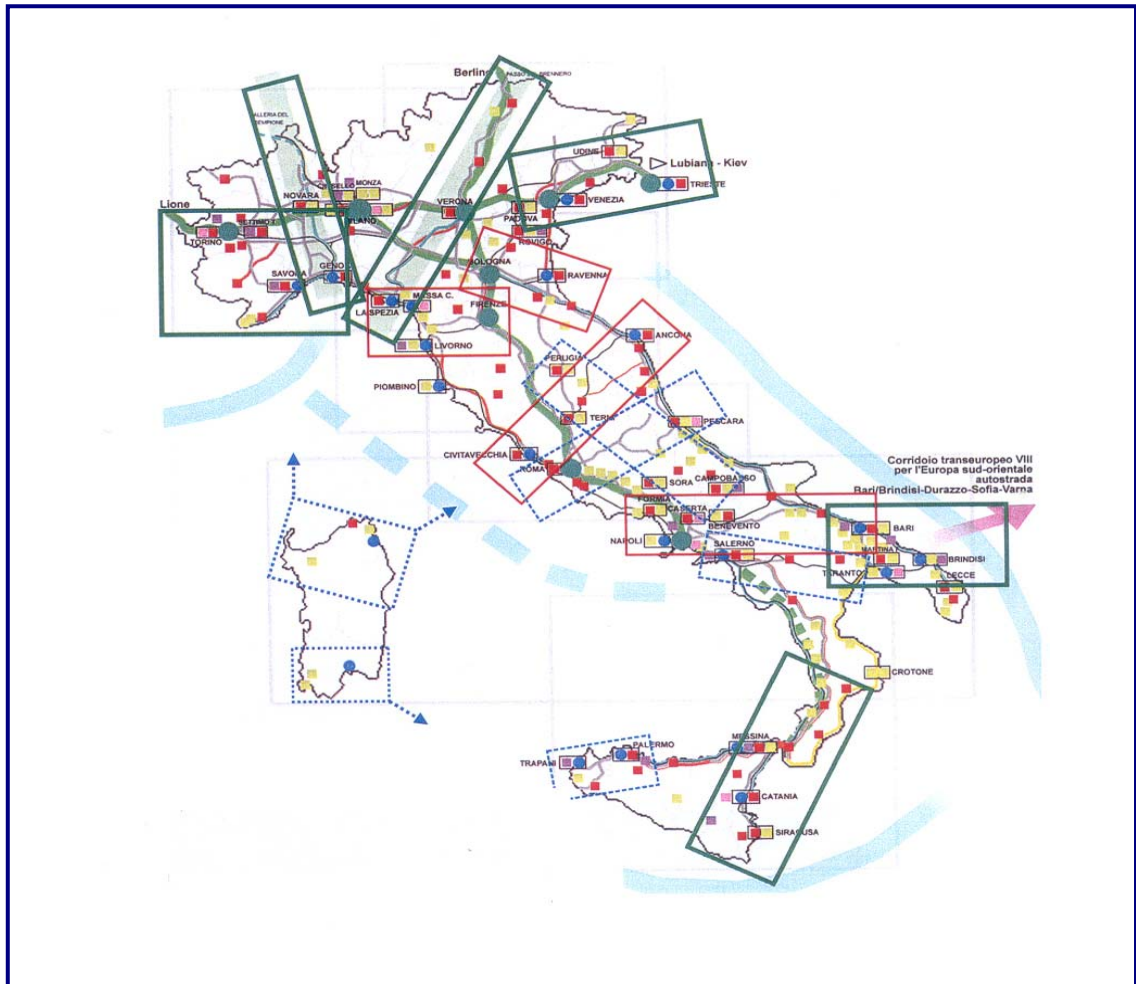 Berlino
PASSO DEL BRENNERO
GALLERIA DEL
SEMPIONE
UDINE
Lubiana - Kiev
TRIESTE
MONZA
NOVARA
VERONA
VENEZIA
Lione
PADOVA
MILANO
SETTIMO T.
TORINO
ROVIGO
BOLOGNA
GENOVA
SAVONA
RAVENNA
MASSA C.
LA SPEZIA
FIRENZE
ANCONA
LIVORNO
PERUGIA
PIOMBINO
TERNI
PESCARA
CIVITAVECCHIA
Corridoio transeuropeo VIII
per l'Europa sud-orientale
autostrada
Bari/Brindisi-Durazzo-Sofia-Varna
ROMA
SORA
CAMPOBASSO
FORMIA
CASERTA
BENEVENTO
BARI
NAPOLI
SALERNO
MARTINA
BRINDISI
TARANTO
LECCE
CROTONE
MESSINA
PALERMO
TRAPANI
CATANIA
SIRACUSA